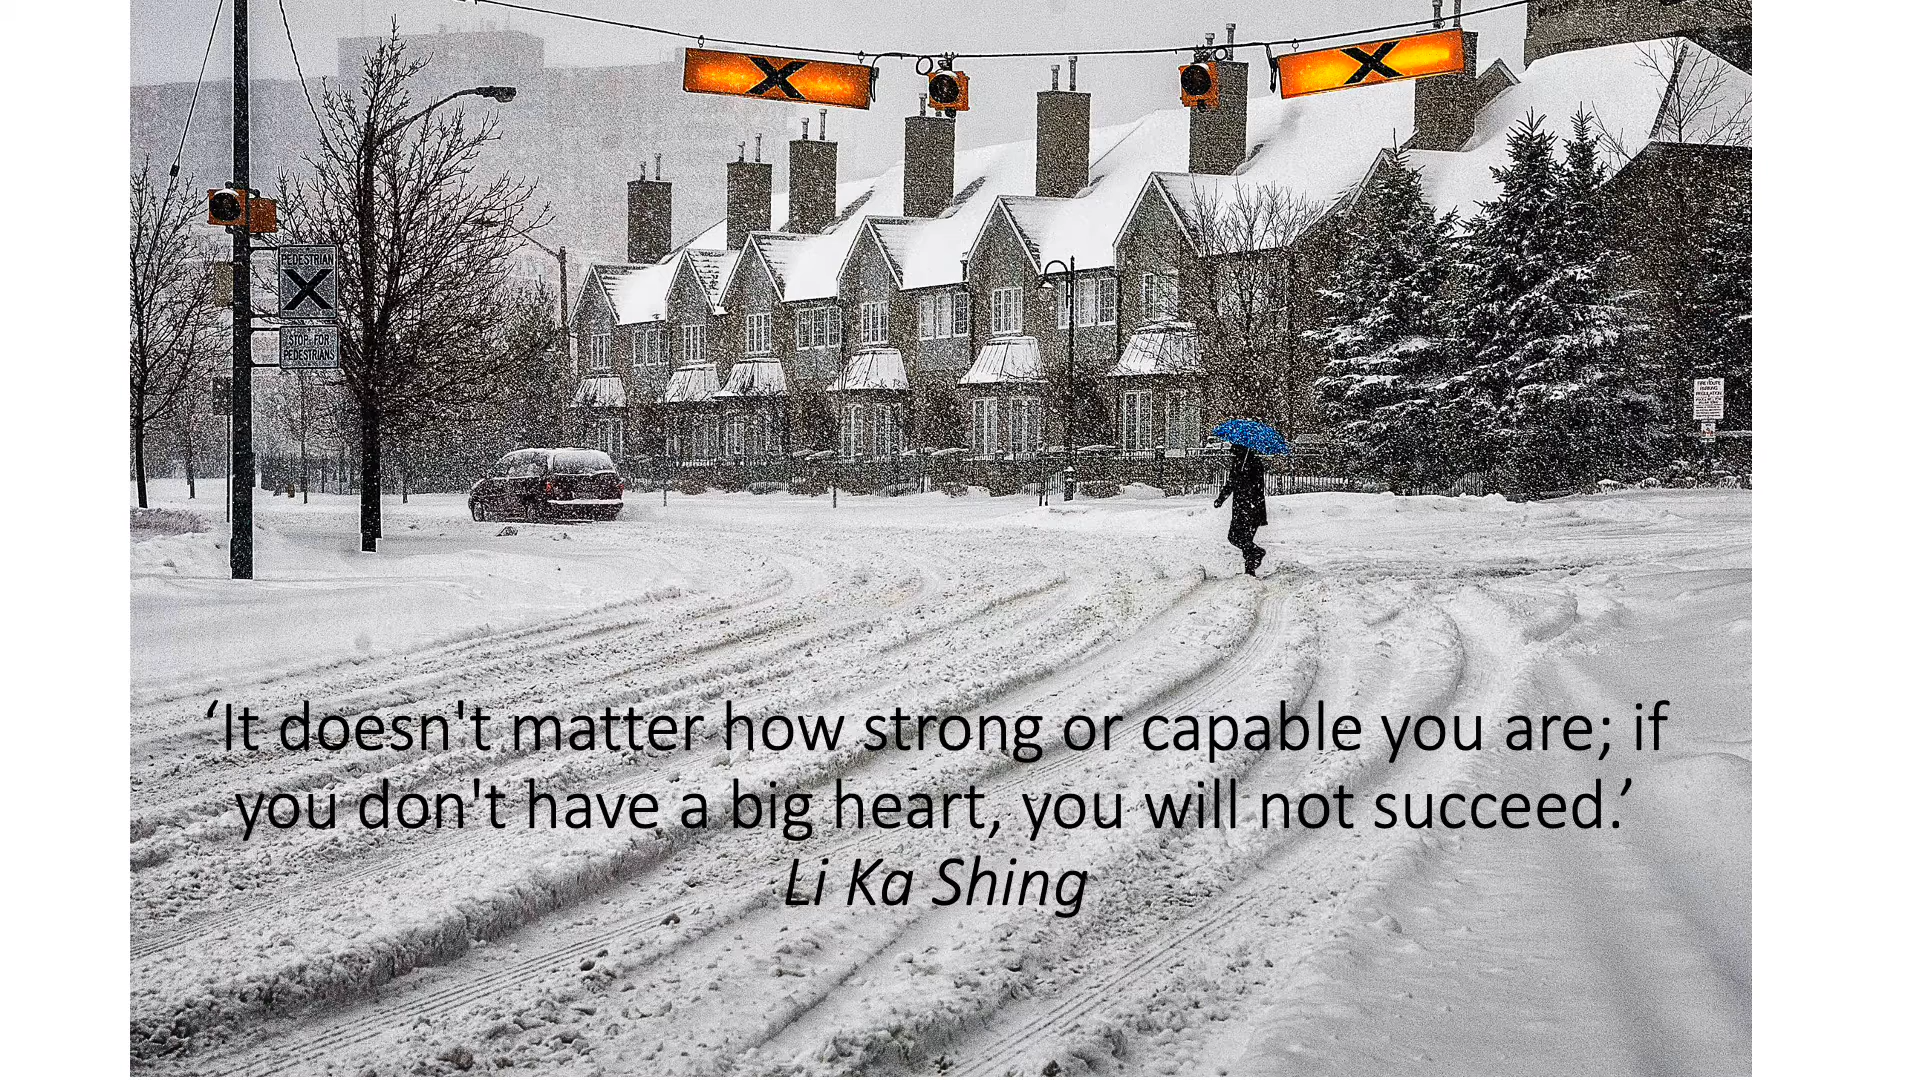 PEDESTRIAN
X
STOP FOR
PEDESTRIANS
‘It doesn't matter how strong or capable you are; if
you don't have a big heart, you will not succeed.’
Li Ka Shing